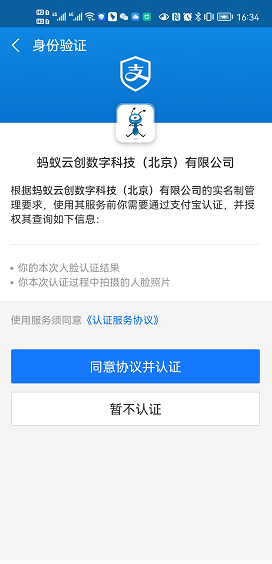 16:34
身份验证
支
蚂蚁云创数字科技（北京）有限公司
根据蚂蚁云创数字科技（北京）有限公司的实名制管
理要求，使用其服务前你需要通过支付宝认证，并授
权其查询如下信息：
你的本次人脸认证结果
你本次认证过程中拍摄的人脸照片
使用服务须同意《认证服务协议》
同意协议并认证
暂不认证